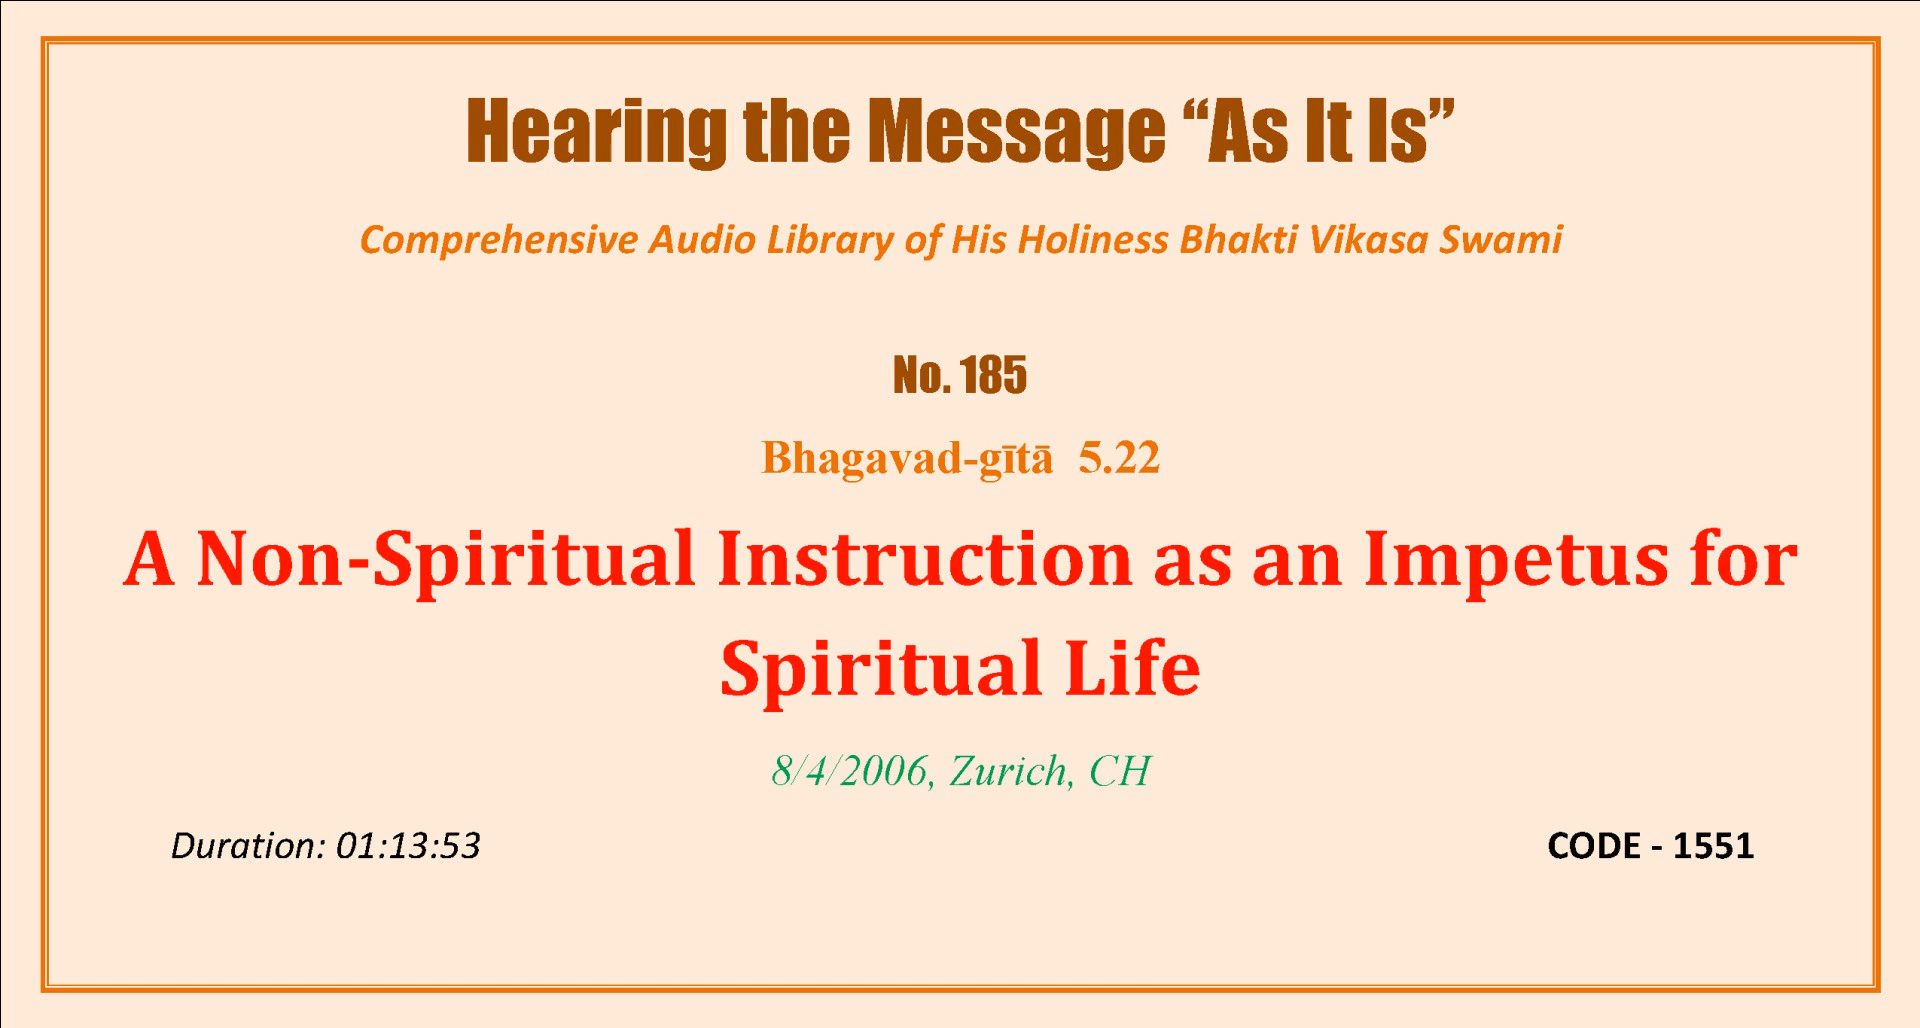 Hearing the Message “As It Is”
Comprehensive Audio Library of His Holiness Bhakti Vikasa Swami
No. 185
Bhagavad-gītā 5.22
A Non-Spiritual Instruction as an Impetus for
Spiritual Life
8/4/2006, Zurich, CH
Duration: 01:13:53
CODE - 1551